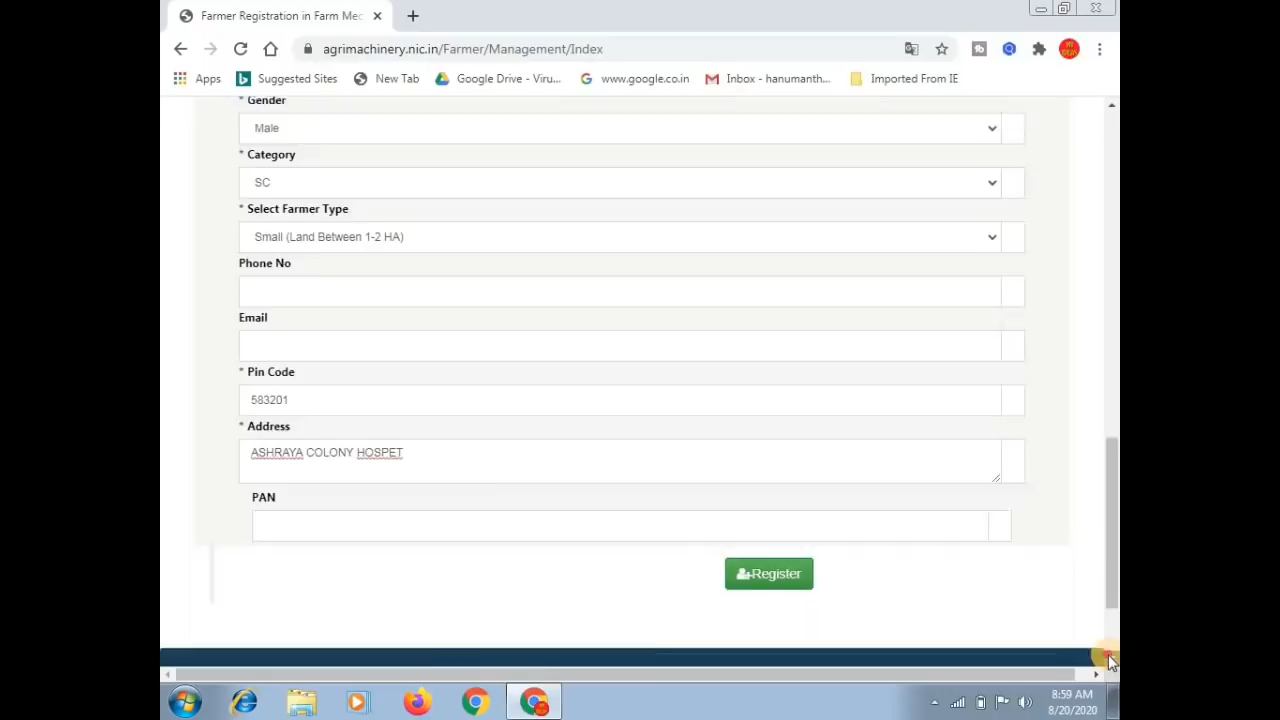 Farmer Registration in Farm Mec
agrimachinery.nic.in/Farmer/Management/Index
Apps Suggested Sites New Tab Google Drive - Viru... www.google.co.in Inbox - hanumanth... Imported From IE
* Gender
Male
* Category
SC
* Select Farmer Type
Small (Land Between 1-2 HA)
Phone No
Email
* Pin Code
583201
* Address
ASHRAYA COLONY HOSPET
PAN
Register
8:59 AM
8/20/2020